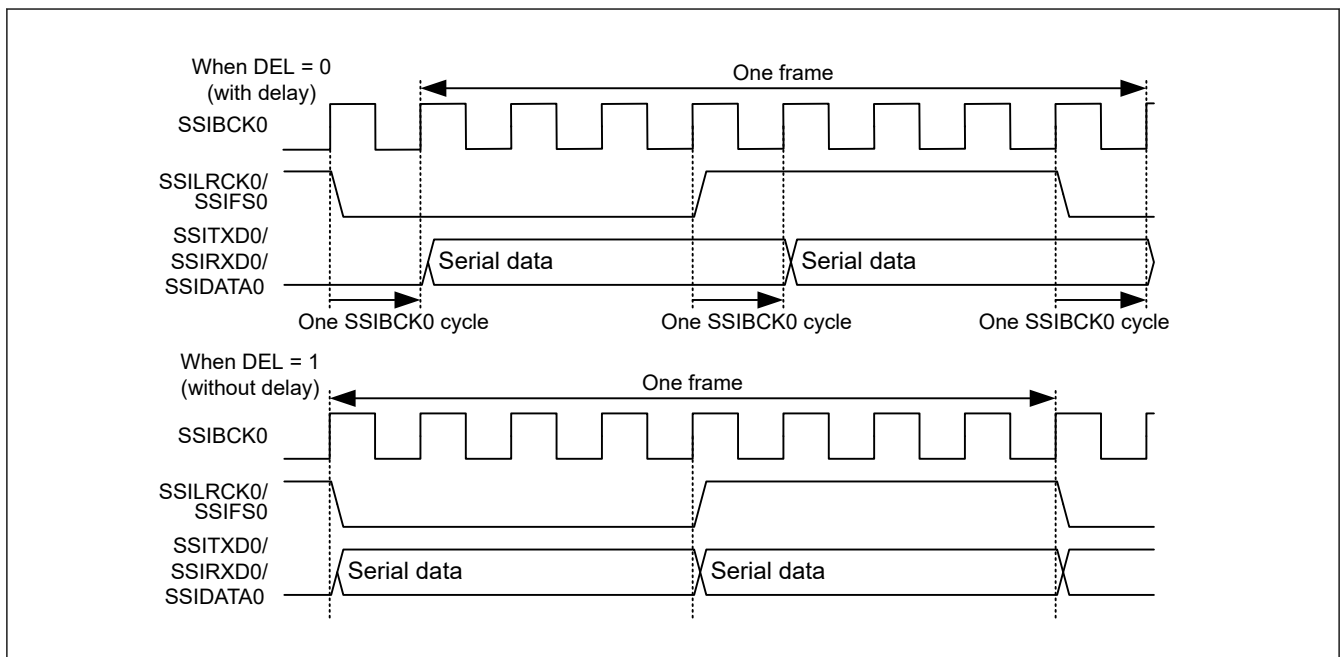 When DEL = 0
(with delay)
One frame
SSIBCK0
SSILRCK0/
SSIFS0
SSITXD0/
SSIRXD0/
SSIDATA0
Serial data
Serial data
One SSIBCK0 cycle
One SSIBCK0 cycle
One SSIBCK0 cycle
When DEL = 1
(without delay)
One frame
SSIBCK0
SSILRCK0/
SSIFS0
SSITXD0/
SSIRXD0/
SSIDATA0
Serial data
Serial data